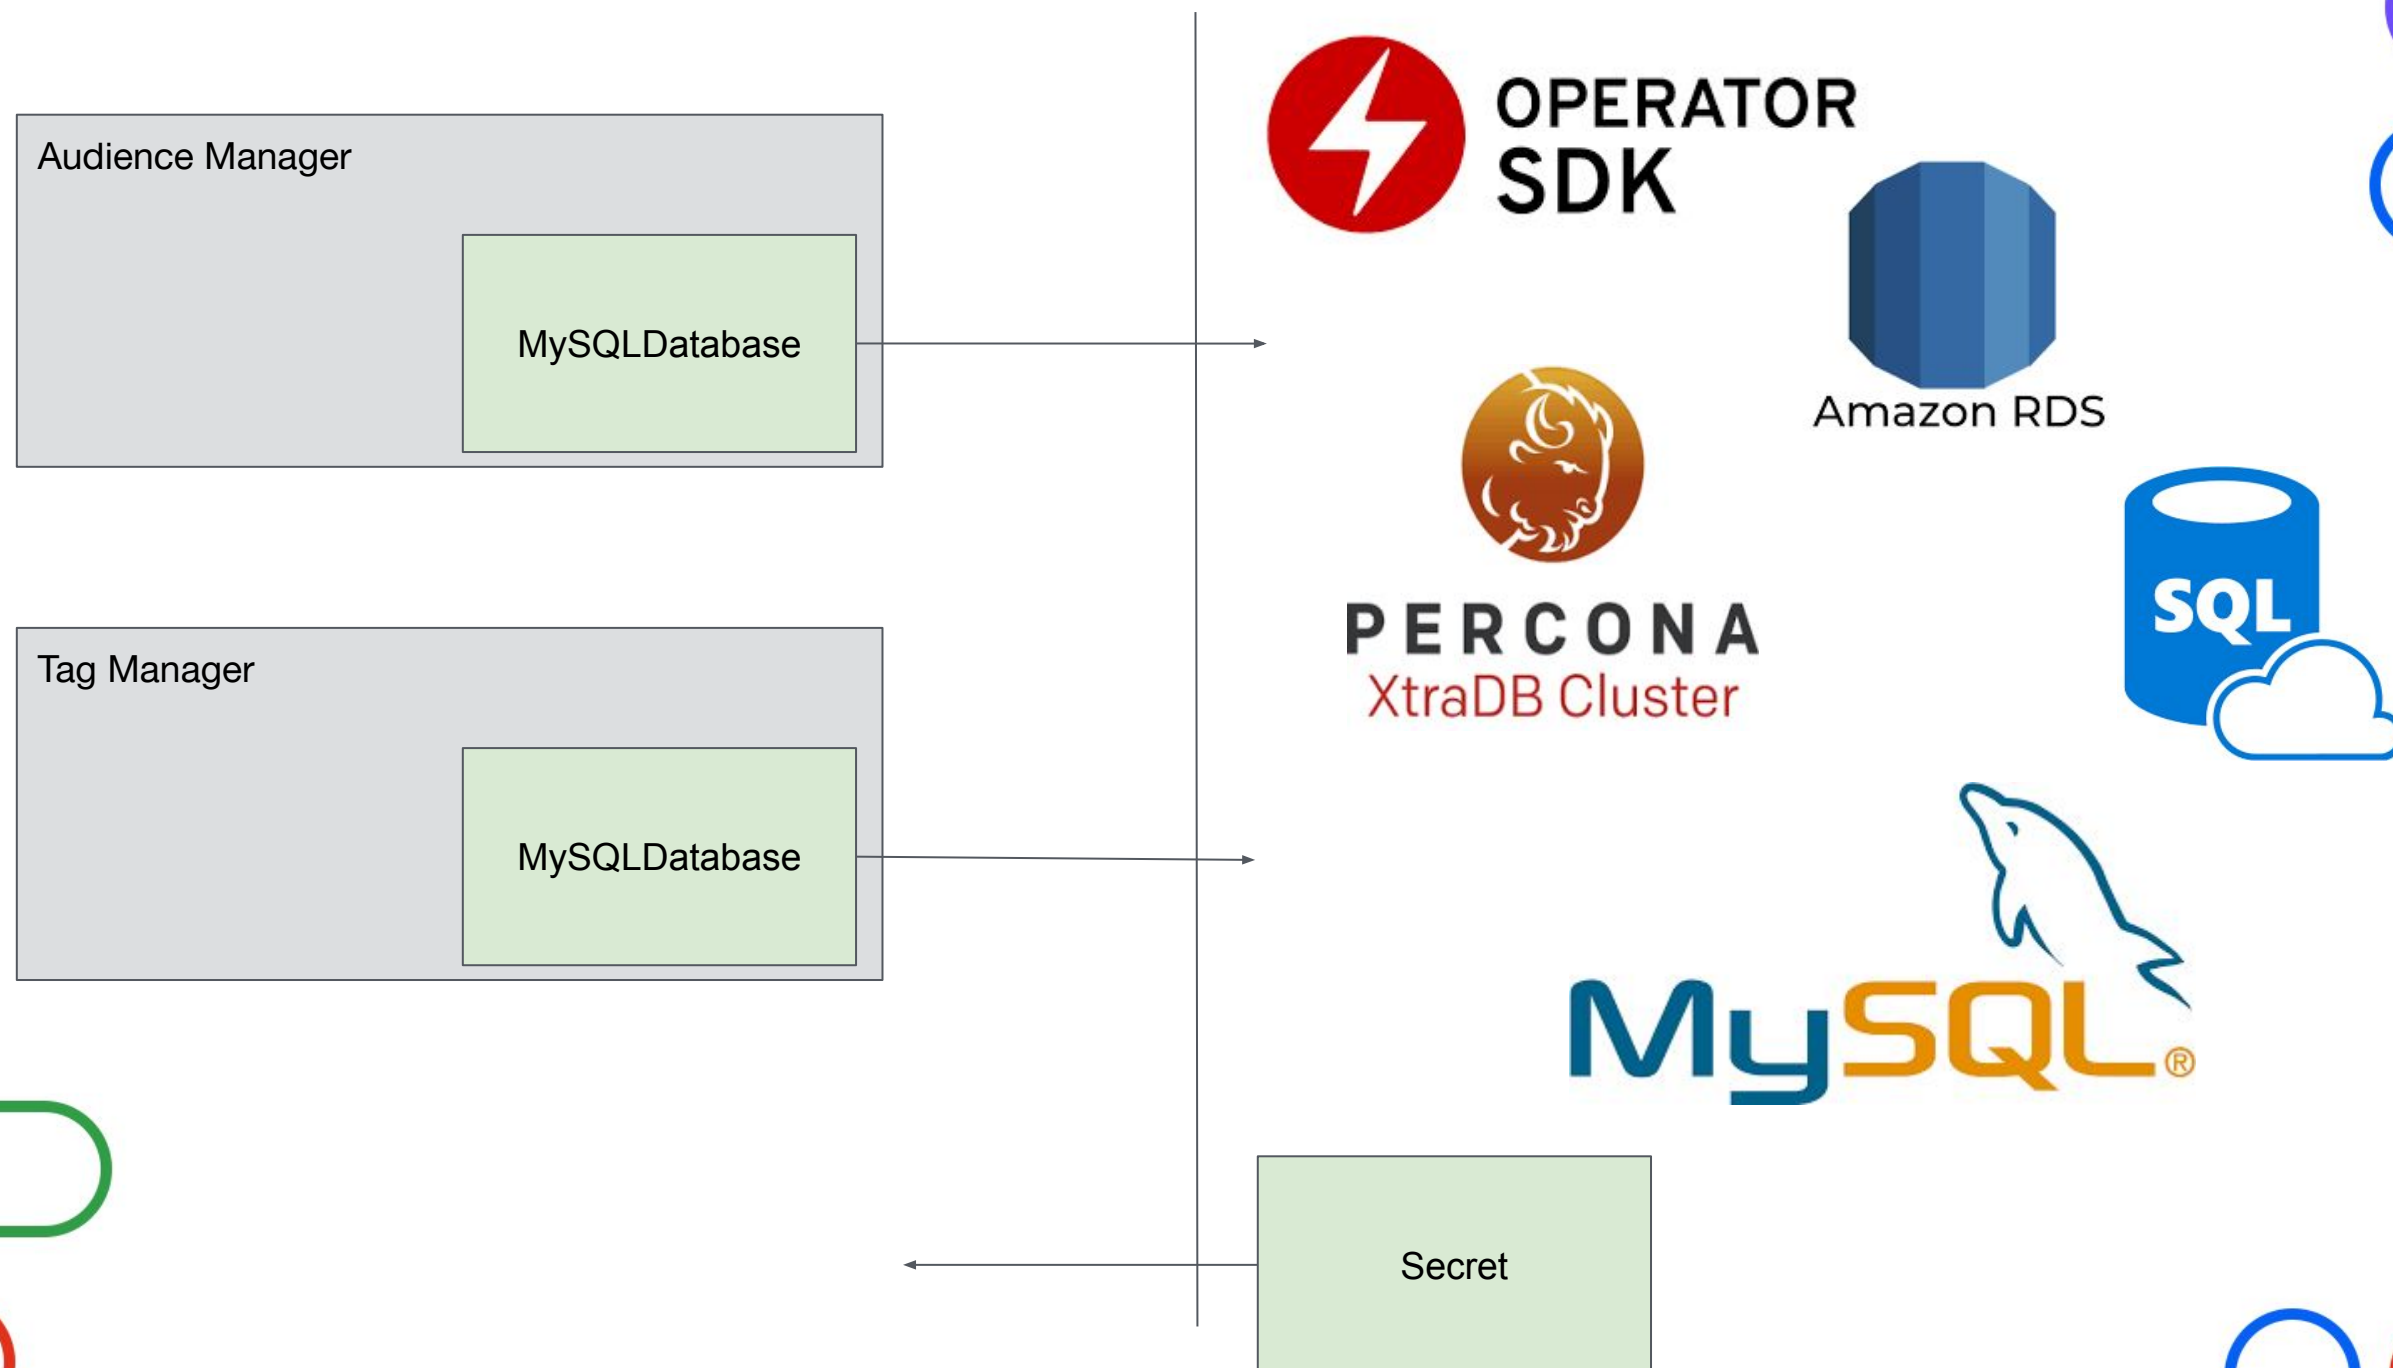 Audience Manager
MySQLDatabase
Tag Manager
MySQLDatabase
OPERATOR
SDK
Amazon RDS
PERCONA
XtraDB Cluster
SQL
MySQL®
Secret